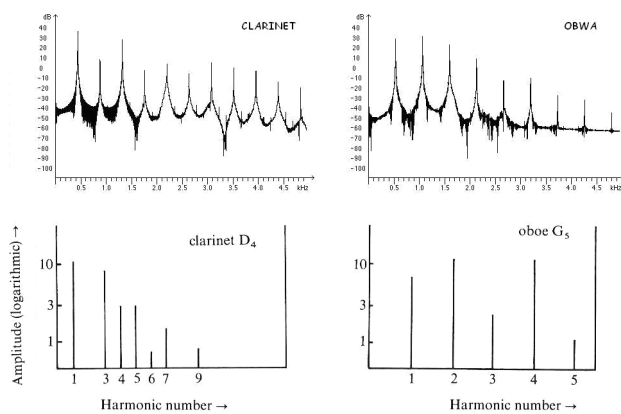 dB
CLARINET
40
30
20
10
0
-10
-20
-30
-40
-50
-60
-70
-80
-90
-100
0.5 1.0 1.5 2.0 2.5 3.0 3.5 4.0 4.5 kHz
dB
OBWA
40
30
20
10
0
-10
-20
-30
-40
-50
-60
-70
-80
-90
-100
0.5 1.0 1.5 2.0 2.5 3.0 3.5 4.0 4.5 kHz
Amplitude (logarithmic) →
clarinet D4
10
3
1
1 3 4 5 6 7 9
Harmonic number →
oboe G5
10
3
1
1 2 3 4 5
Harmonic number →